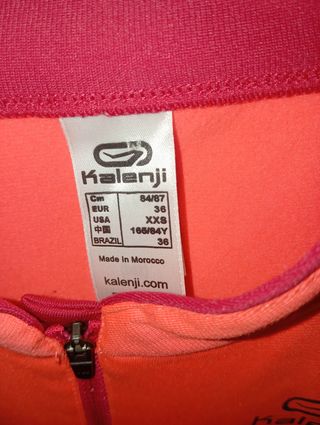 Kalenji
Cm 84/87
EUR 36
USA XXS
中国 165/84Y
BRAZIL 36
Made in Morocco
kalenji.com